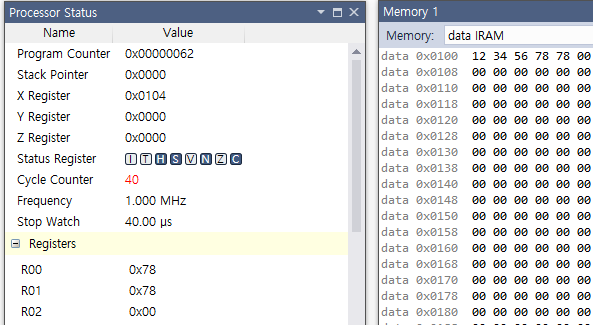 Processor Status
Name Value
Program Counter 0x00000062
Stack Pointer 0x0000
X Register 0x0104
Y Register 0x0000
Z Register 0x0000
Status Register I T H S V N Z C
Cycle Counter 40
Frequency 1.000 MHz
Stop Watch 40.00 µs
Registers
R00 0x78
R01 0x78
R02 0x00
Memory 1
Memory: data IRAM
data 0x0100 12 34 56 78 78 00
data 0x0108 00 00 00 00 00 00
data 0x0110 00 00 00 00 00 00
data 0x0118 00 00 00 00 00 00
data 0x0120 00 00 00 00 00 00
data 0x0128 00 00 00 00 00 00
data 0x0130 00 00 00 00 00 00
data 0x0138 00 00 00 00 00 00
data 0x0140 00 00 00 00 00 00
data 0x0148 00 00 00 00 00 00
data 0x0150 00 00 00 00 00 00
data 0x0158 00 00 00 00 00 00
data 0x0160 00 00 00 00 00 00
data 0x0168 00 00 00 00 00 00
data 0x0170 00 00 00 00 00 00
data 0x0178 00 00 00 00 00 00
data 0x0180 00 00 00 00 00 00